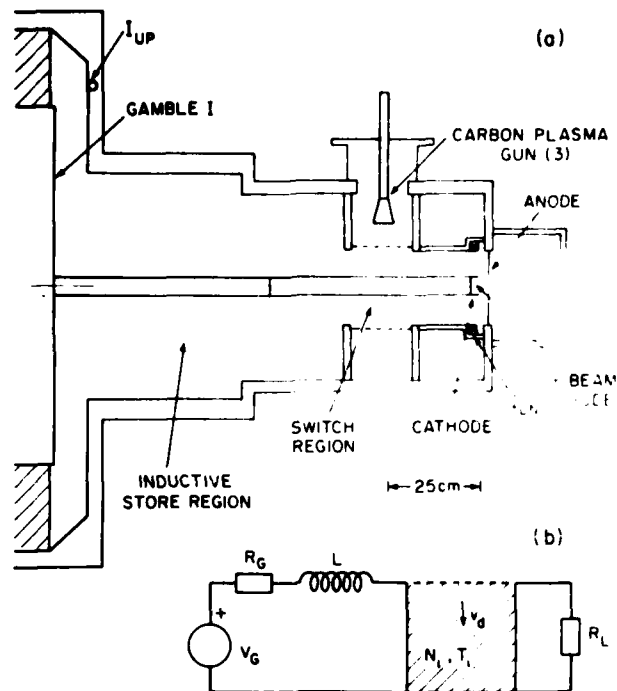 (a)
I_UP
GAMBLE I
CARBON PLASMA
GUN (3)
ANODE
BEAM
SWITCH
REGION
CATHODE
INDUCTIVE
STORE REGION
25cm
(b)
R_G
L
+
V_G
v_d
N_i, T_i
R_L